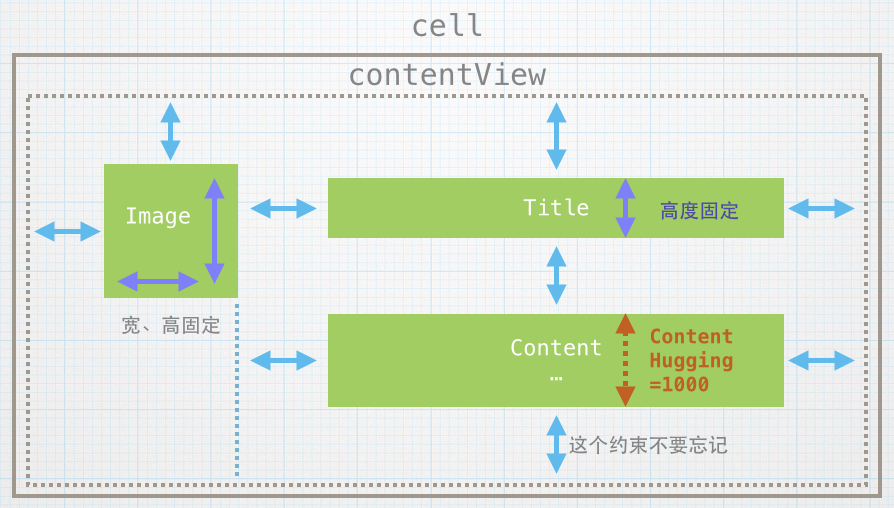 cell
contentView
Image
Title
高度固定
宽、高固定
Content
…
Content
Hugging
=1000
这个约束不要忘记